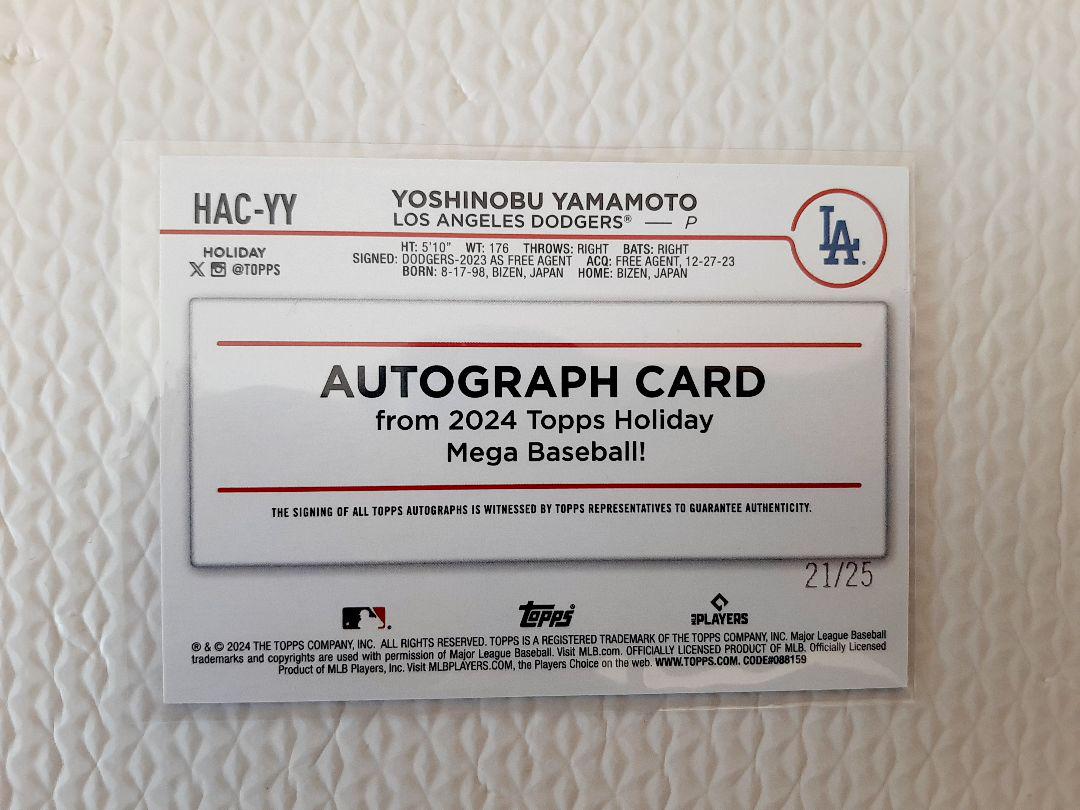 HAC-YY
YOSHINOBU YAMAMOTO
LOS ANGELES DODGERS® — P
LA
HOLIDAY
@TOPPS
HT: 5'10" WT: 176 THROWS: RIGHT BATS: RIGHT
SIGNED: DODGERS-2023 AS FREE AGENT ACQ: FREE AGENT, 12-27-23
BORN: 8-17-98, BIZEN, JAPAN HOME: BIZEN, JAPAN
AUTOGRAPH CARD
from 2024 Topps Holiday
Mega Baseball!
THE SIGNING OF ALL TOPPS AUTOGRAPHS IS WITNESSED BY TOPPS REPRESENTATIVES TO GUARANTEE AUTHENTICITY.
21/25
topps®
MLB PLAYERS
® & © 2024 THE TOPPS COMPANY, INC. ALL RIGHTS RESERVED. TOPPS IS A REGISTERED TRADEMARK OF THE TOPPS COMPANY, INC. Major League Baseball
trademarks and copyrights are used with permission of Major League Baseball. Visit MLB.com. OFFICIALLY LICENSED PRODUCT OF MLB. Officially Licensed
Product of MLB Players, Inc. Visit MLBPLAYERS.COM, the Players Choice on the web. WWW.TOPPS.COM. CODE#088159